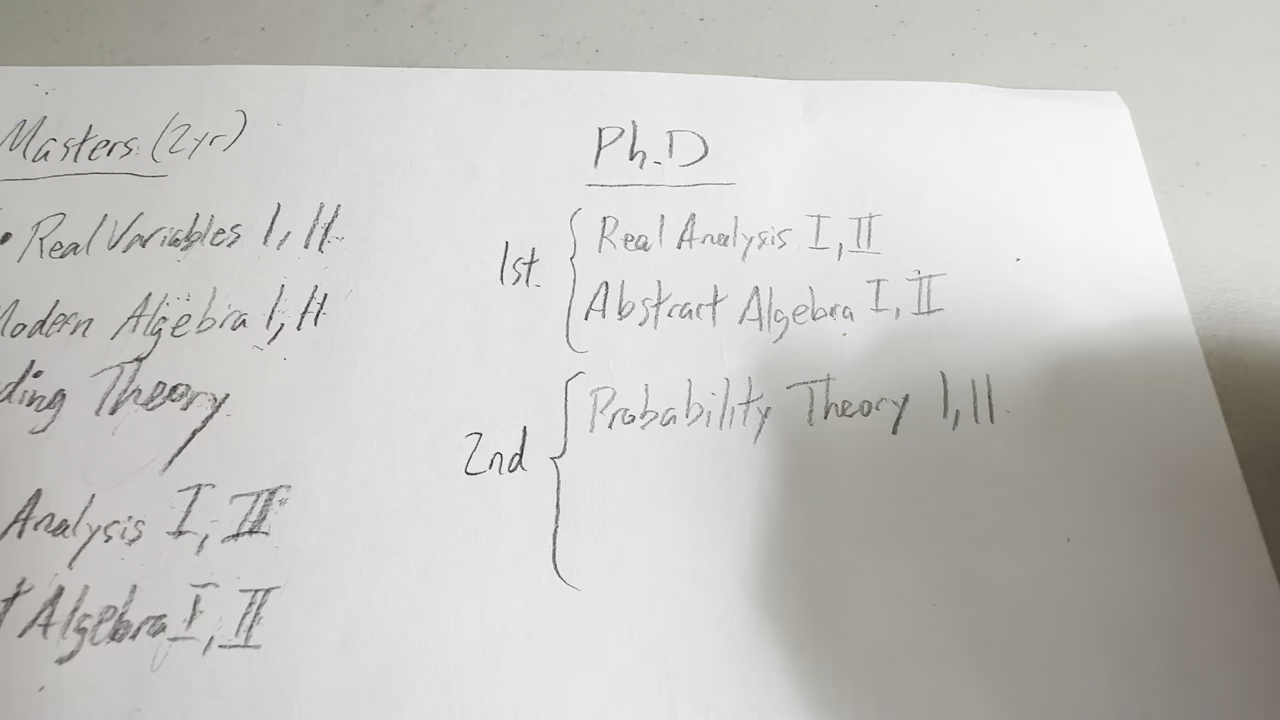 Masters (2yr)
• Real Variables I, II
Modern Algebra I, II
ding Theory
Analysis I, II
t Algebra I, II
Ph.D
1st.
Real Analysis I, II
Abstract Algebra I, II
2nd
Probability Theory I, II